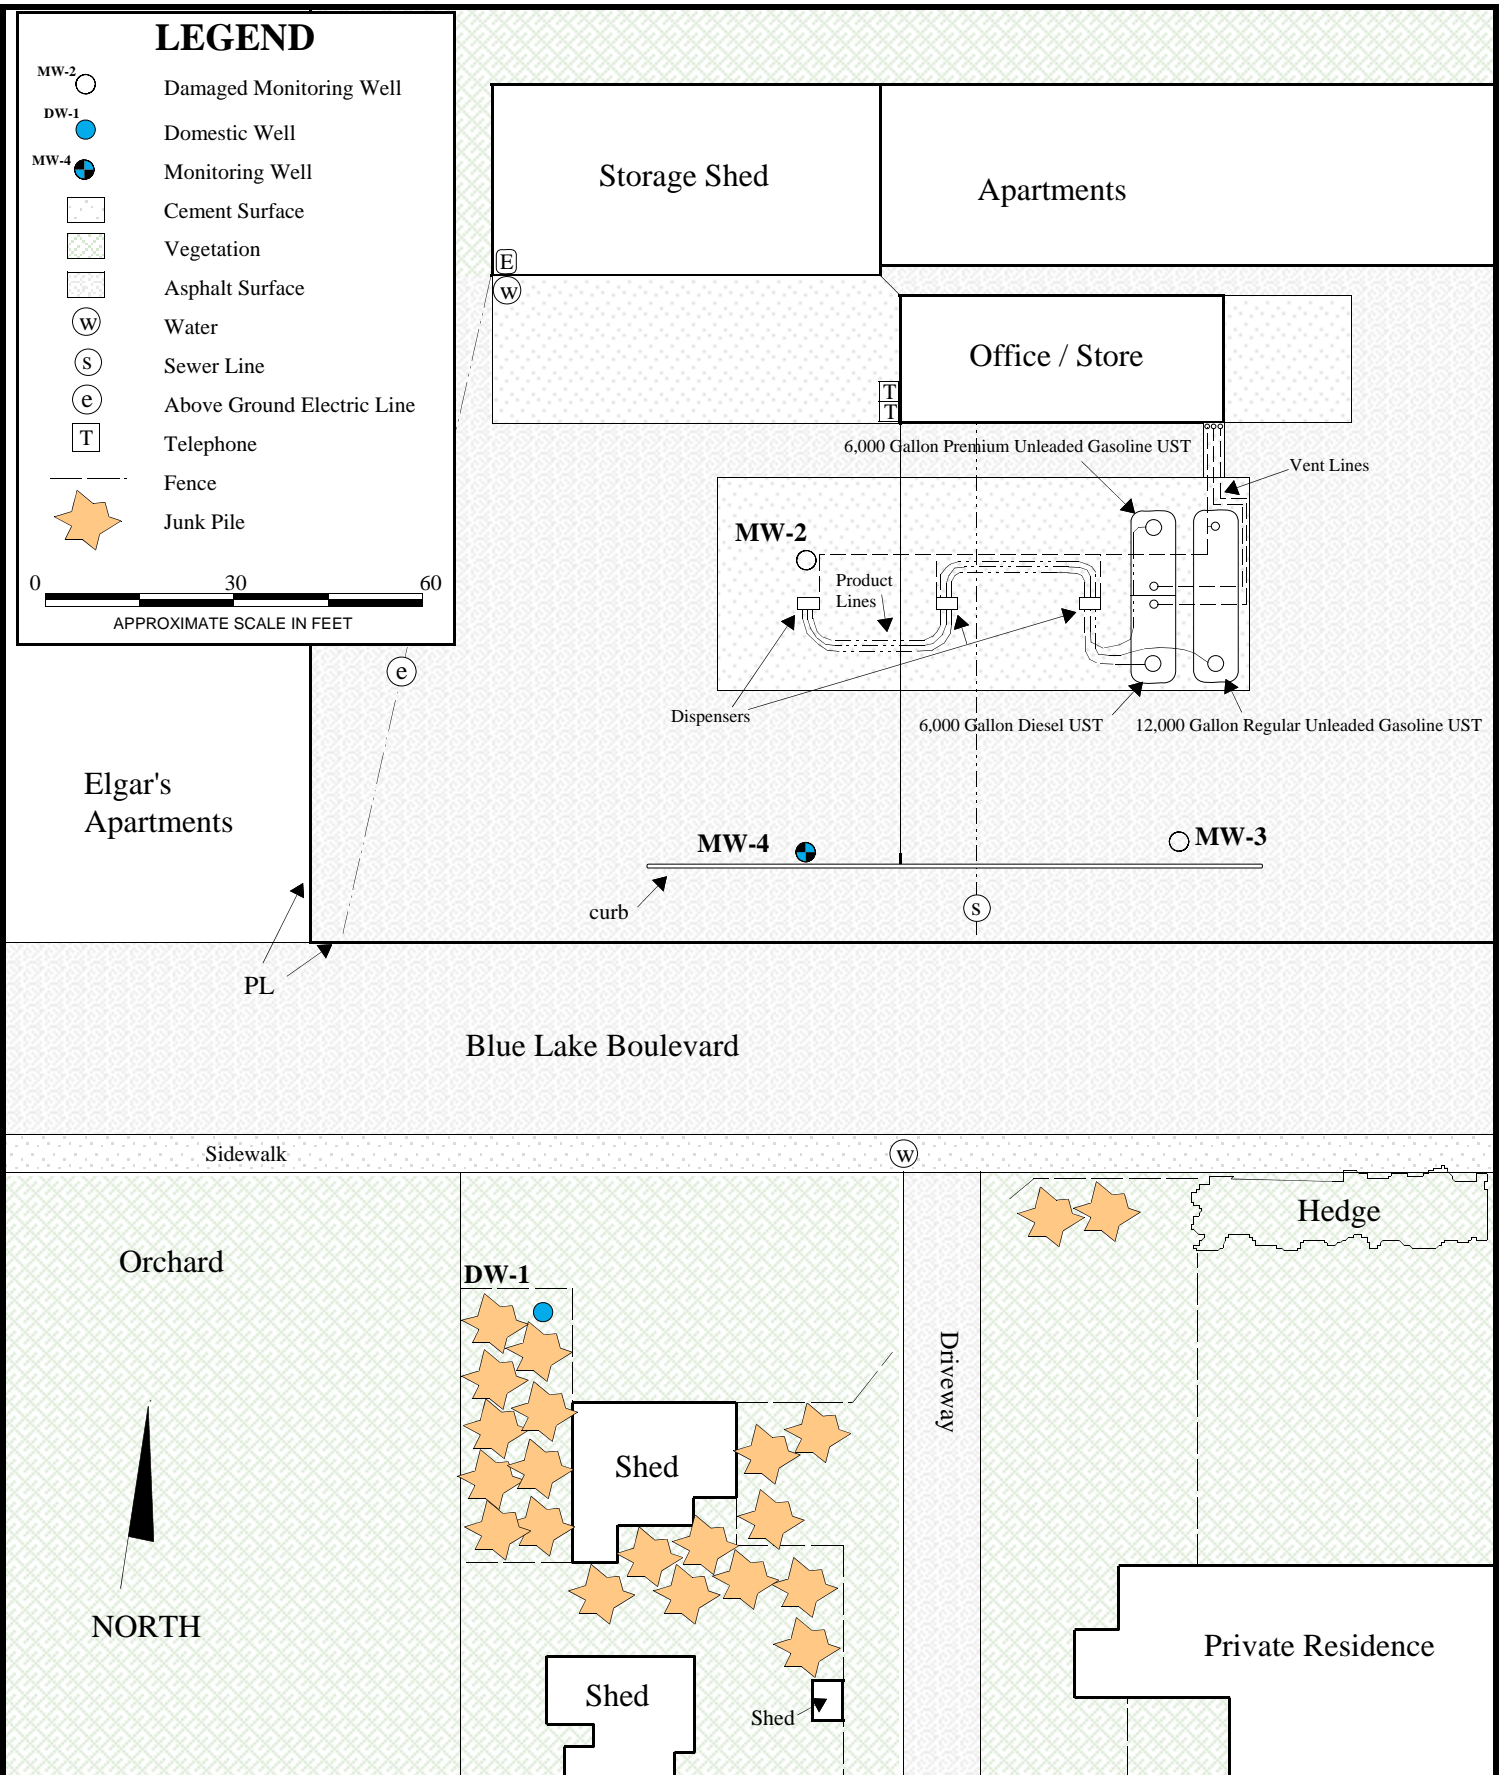 LEGEND
MW-2
Damaged Monitoring Well
DW-1
Domestic Well
MW-4
Monitoring Well
Cement Surface
Vegetation
Asphalt Surface
w
Water
s
Sewer Line
e
Above Ground Electric Line
T
Telephone
Fence
Junk Pile
0 30 60
APPROXIMATE SCALE IN FEET
Storage Shed
Apartments
E
w
Office / Store
T
T
6,000 Gallon Premium Unleaded Gasoline UST
Vent Lines
MW-2
Product
Lines
e
Dispensers
6,000 Gallon Diesel UST
12,000 Gallon Regular Unleaded Gasoline UST
Elgar's
Apartments
MW-4
MW-3
curb
s
PL
Blue Lake Boulevard
Sidewalk
w
Hedge
Orchard
DW-1
Driveway
Shed
NORTH
Private Residence
Shed
Shed